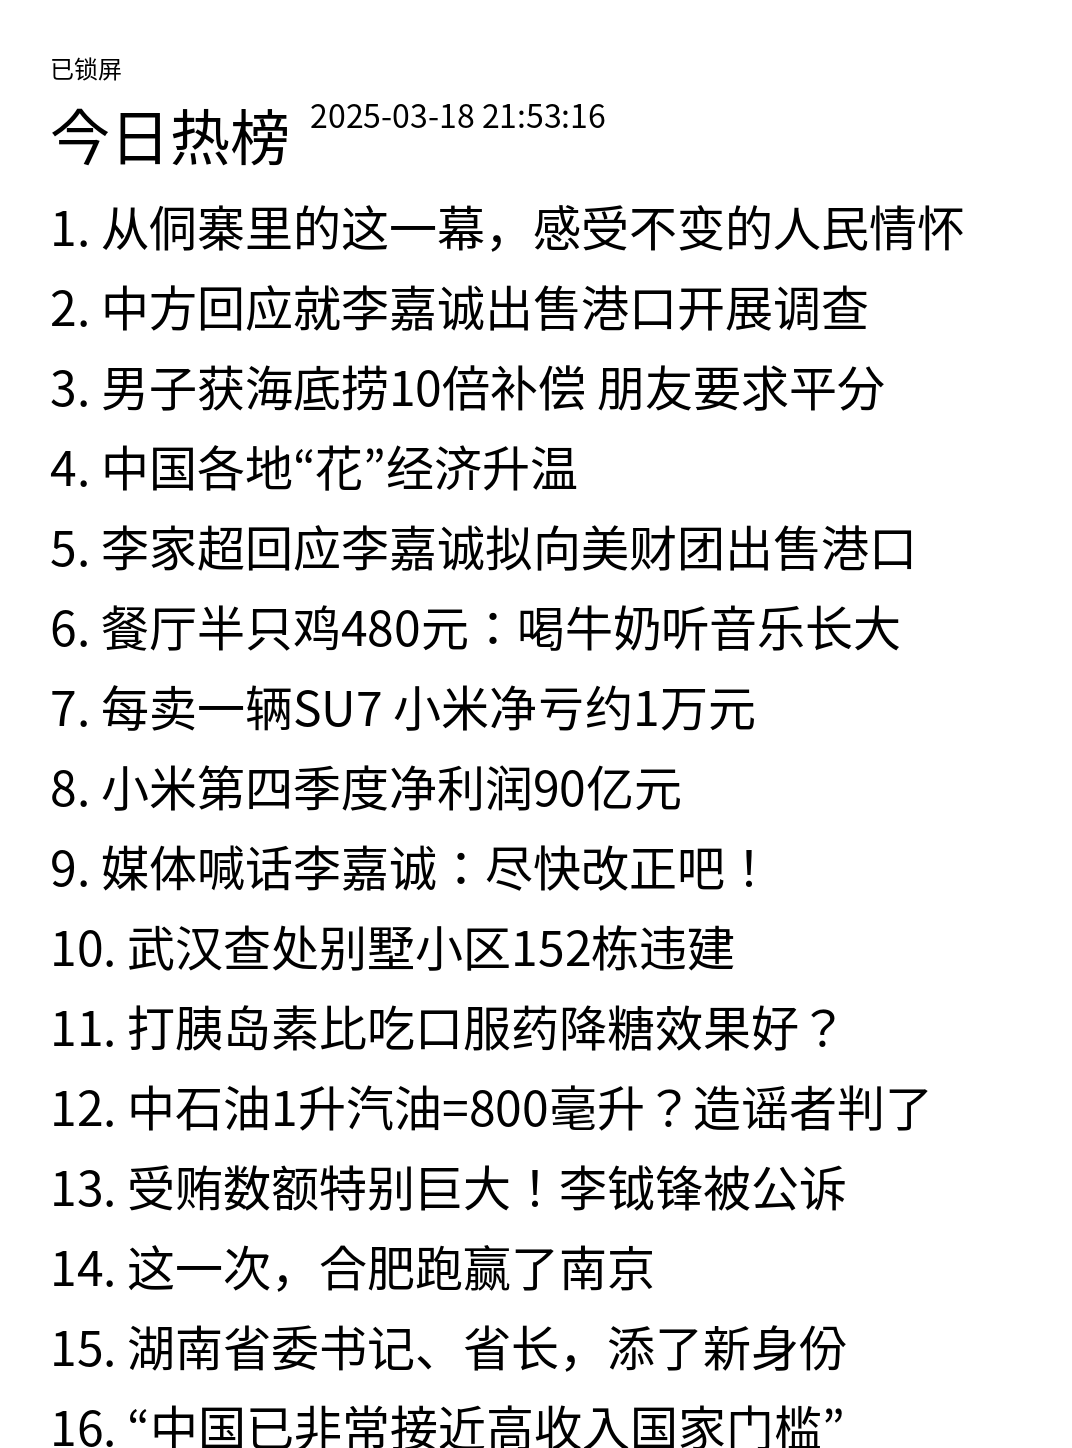 已锁屏
今日热榜 2025-03-18 21:53:16
1. 从侗寨里的这一幕，感受不变的人民情怀
2. 中方回应就李嘉诚出售港口开展调查
3. 男子获海底捞10倍补偿 朋友要求平分
4. 中国各地“花”经济升温
5. 李家超回应李嘉诚拟向美财团出售港口
6. 餐厅半只鸡480元：喝牛奶听音乐长大
7. 每卖一辆SU7 小米净亏约1万元
8. 小米第四季度净利润90亿元
9. 媒体喊话李嘉诚：尽快改正吧！
10. 武汉查处别墅小区152栋违建
11. 打胰岛素比吃口服药降糖效果好？
12. 中石油1升汽油=800毫升？造谣者判了
13. 受贿数额特别巨大！李钺锋被公诉
14. 这一次，合肥跑赢了南京
15. 湖南省委书记、省长，添了新身份
16. “中国已非常接近高收入国家门槛”